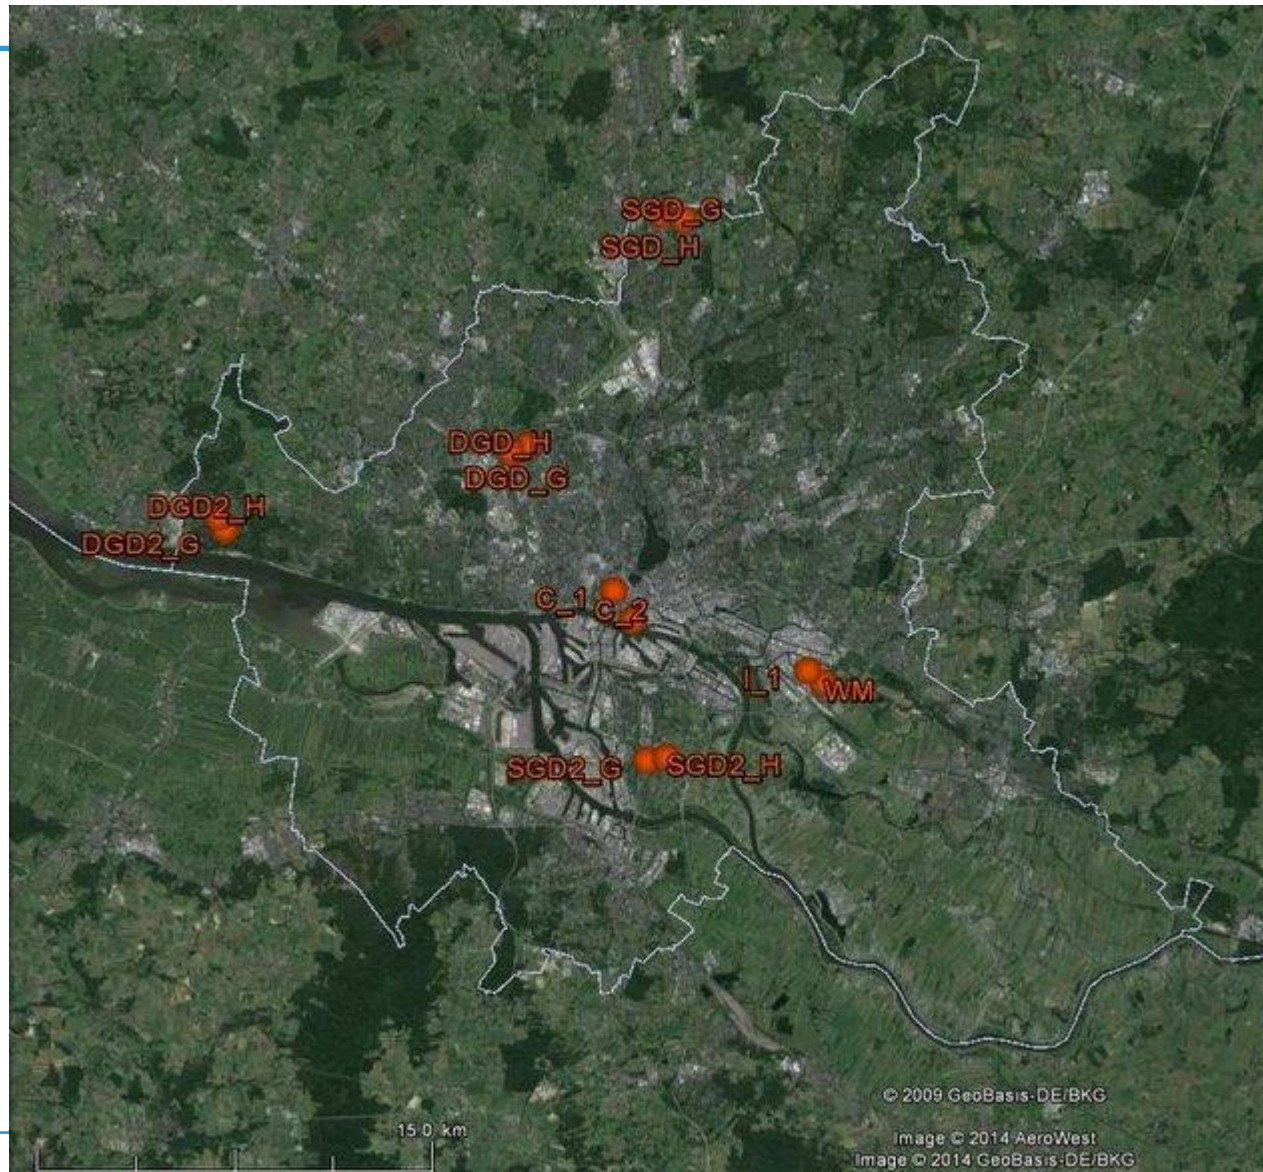 SGD_G
SGD_H
DGD_H
DGD_G
DGD2_H
DGD2_G
C_1
C_2
I_1
WM
SGD2_G
SGD2_H
© 2009 GeoBasis-DE/BKG
15.0 km
Image © 2014 AeroWest
Image © 2014 GeoBasis-DE/BKG